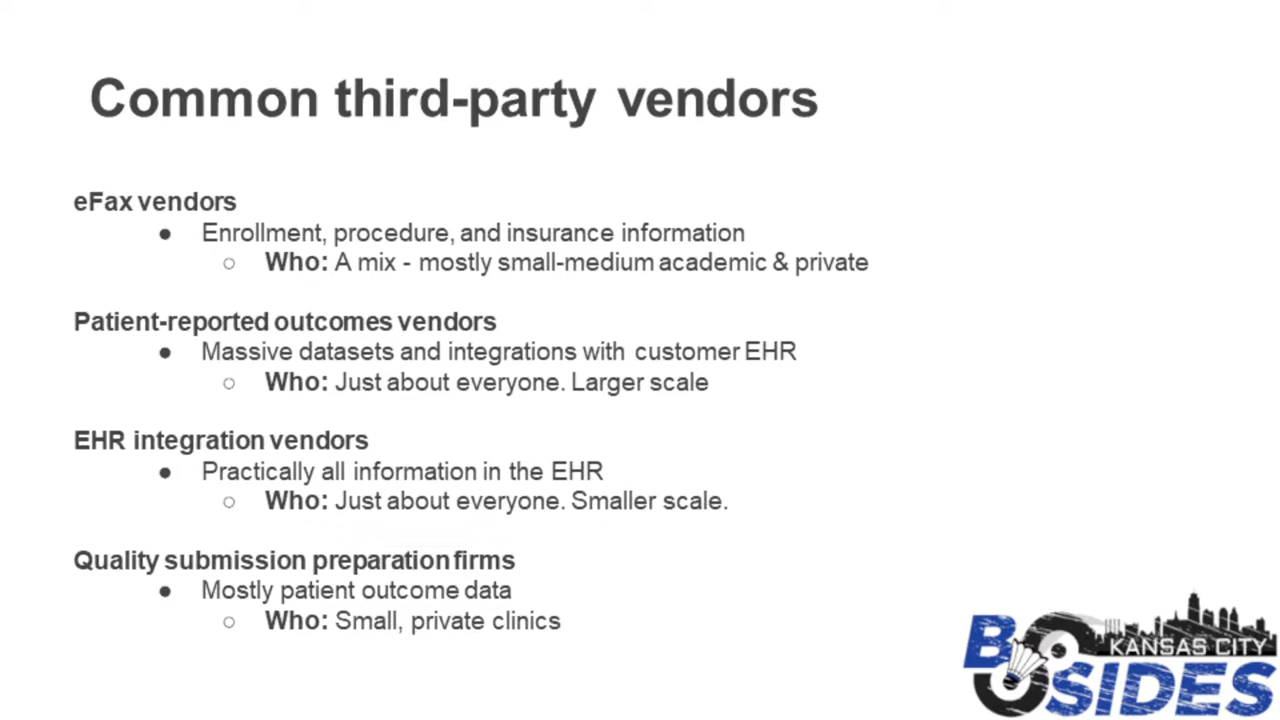 Common third-party vendors
eFax vendors
● Enrollment, procedure, and insurance information
○ Who: A mix - mostly small-medium academic & private
Patient-reported outcomes vendors
● Massive datasets and integrations with customer EHR
○ Who: Just about everyone. Larger scale
EHR integration vendors
● Practically all information in the EHR
○ Who: Just about everyone. Smaller scale.
Quality submission preparation firms
● Mostly patient outcome data
○ Who: Small, private clinics
KANSAS CITY
BSIDES